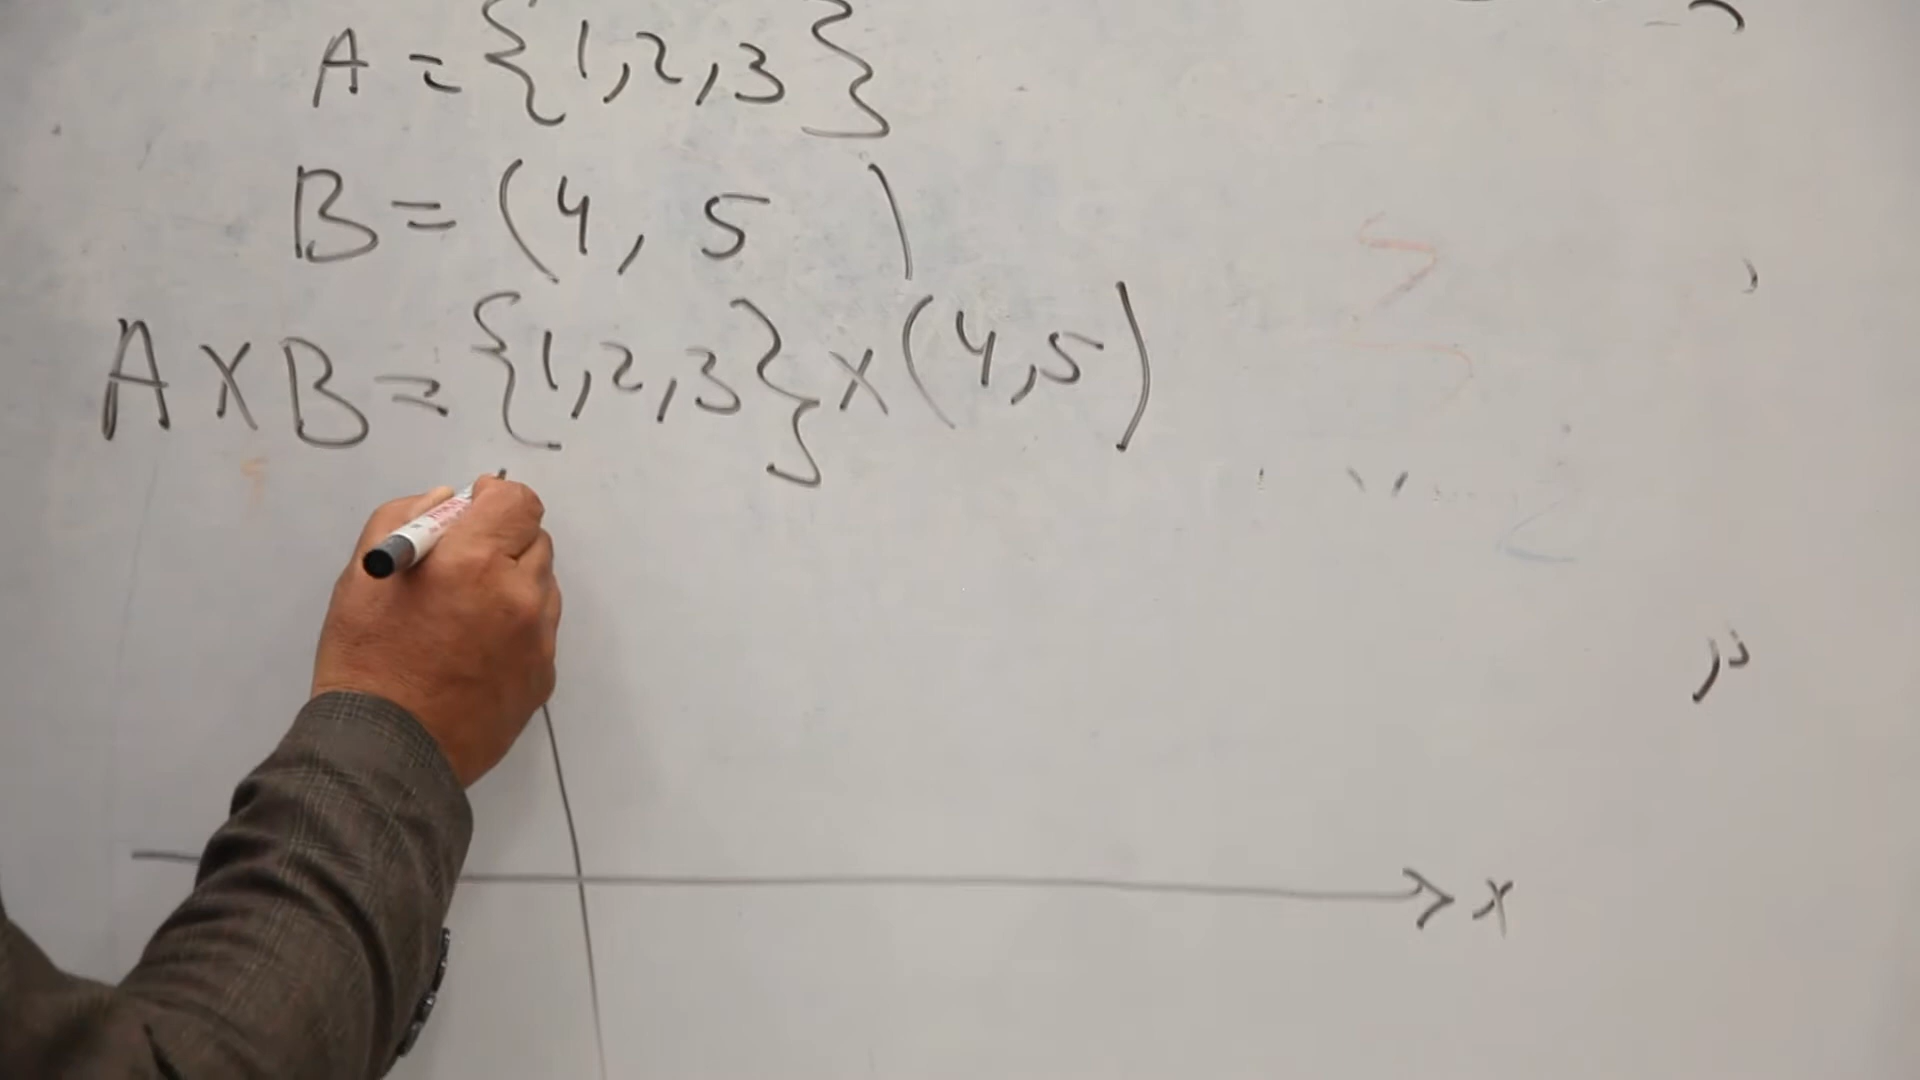 A = {1,2,3}
B = (4, 5 )
A x B = {1,2,3} x (4,5)
x